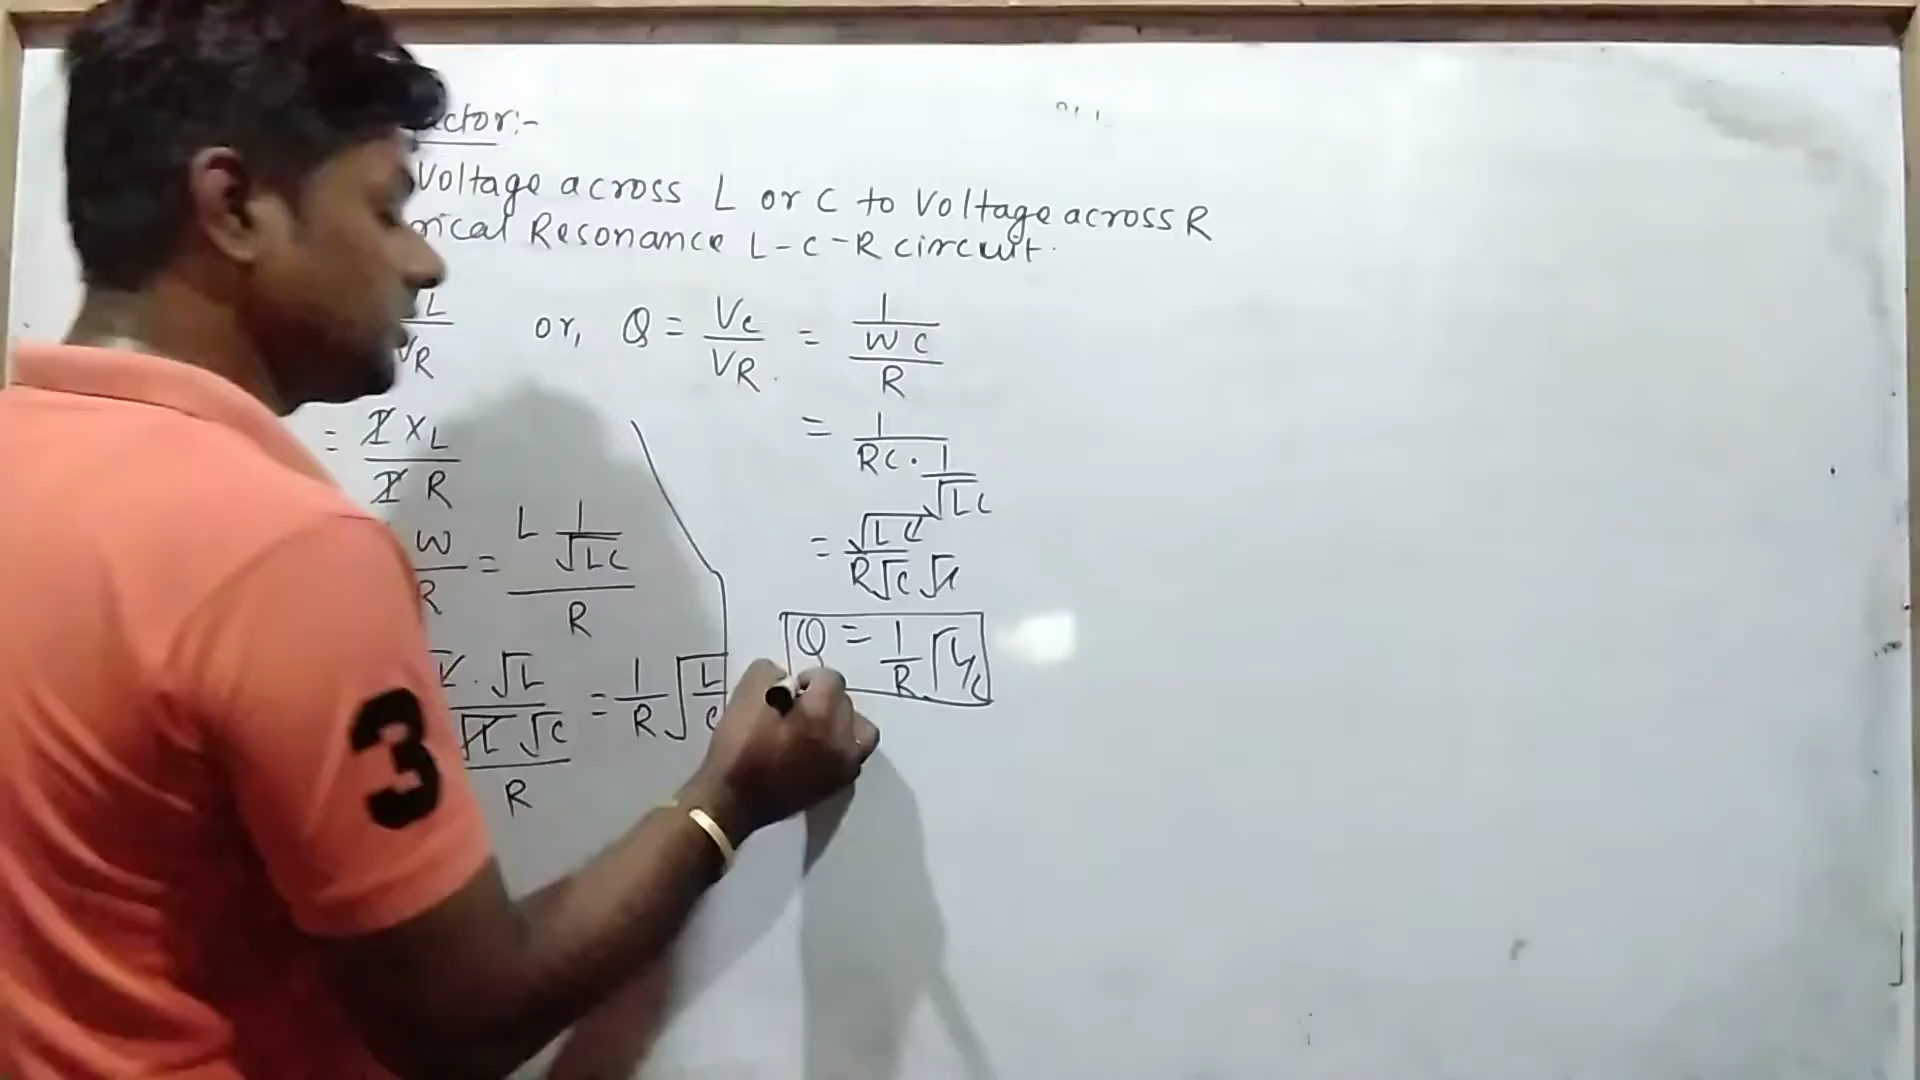 ctor:-
Voltage across L or C to Voltage across R
rical Resonance L-C-R circuit.
L/VR or, Q = Vc/VR = (1/WC)/R
= I XL / I R
= 1/(RC · 1/√LC)
W/R = (L 1/√LC)/R
= √LC/(R√C √C)
Q = 1/R √L/C
L · √L/(√L √C)/R = 1/R √L/C
3